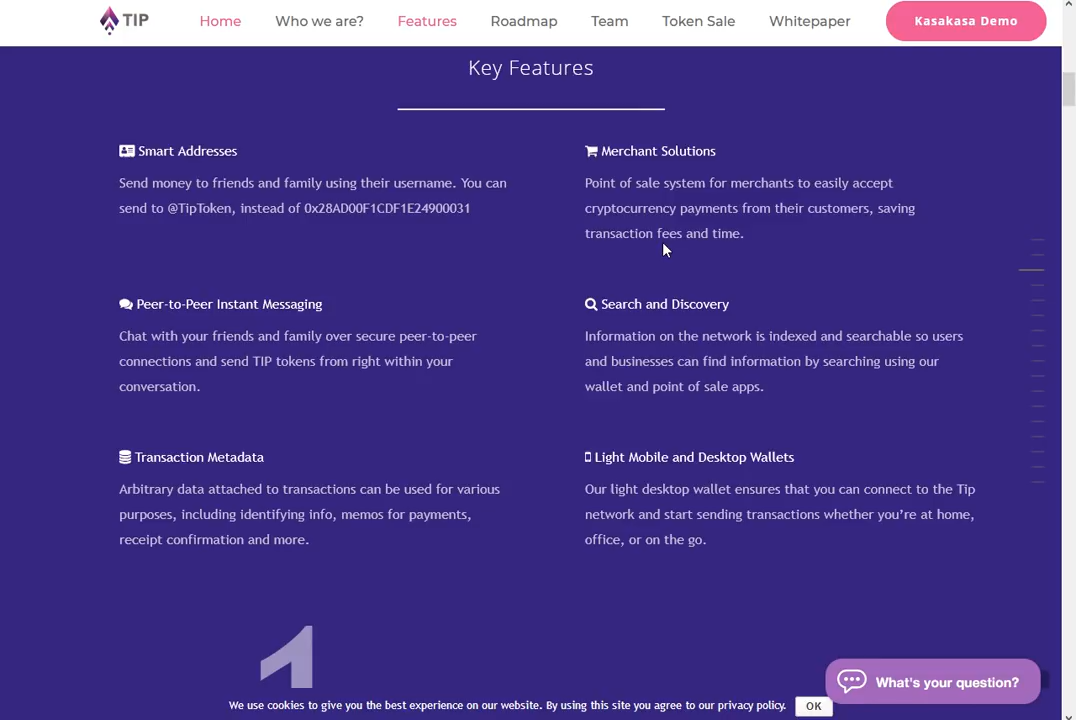 TIP
Home Who we are? Features Roadmap Team Token Sale Whitepaper Kasakasa Demo
Key Features
Smart Addresses
Send money to friends and family using their username. You can
send to @TipToken, instead of 0x28AD00F1CDF1E24900031
Merchant Solutions
Point of sale system for merchants to easily accept
cryptocurrency payments from their customers, saving
transaction fees and time.
Peer-to-Peer Instant Messaging
Chat with your friends and family over secure peer-to-peer
connections and send TIP tokens from right within your
conversation.
Search and Discovery
Information on the network is indexed and searchable so users
and businesses can find information by searching using our
wallet and point of sale apps.
Transaction Metadata
Arbitrary data attached to transactions can be used for various
purposes, including identifying info, memos for payments,
receipt confirmation and more.
Light Mobile and Desktop Wallets
Our light desktop wallet ensures that you can connect to the Tip
network and start sending transactions whether you’re at home,
office, or on the go.
1
What's your question?
We use cookies to give you the best experience on our website. By using this site you agree to our privacy policy. OK